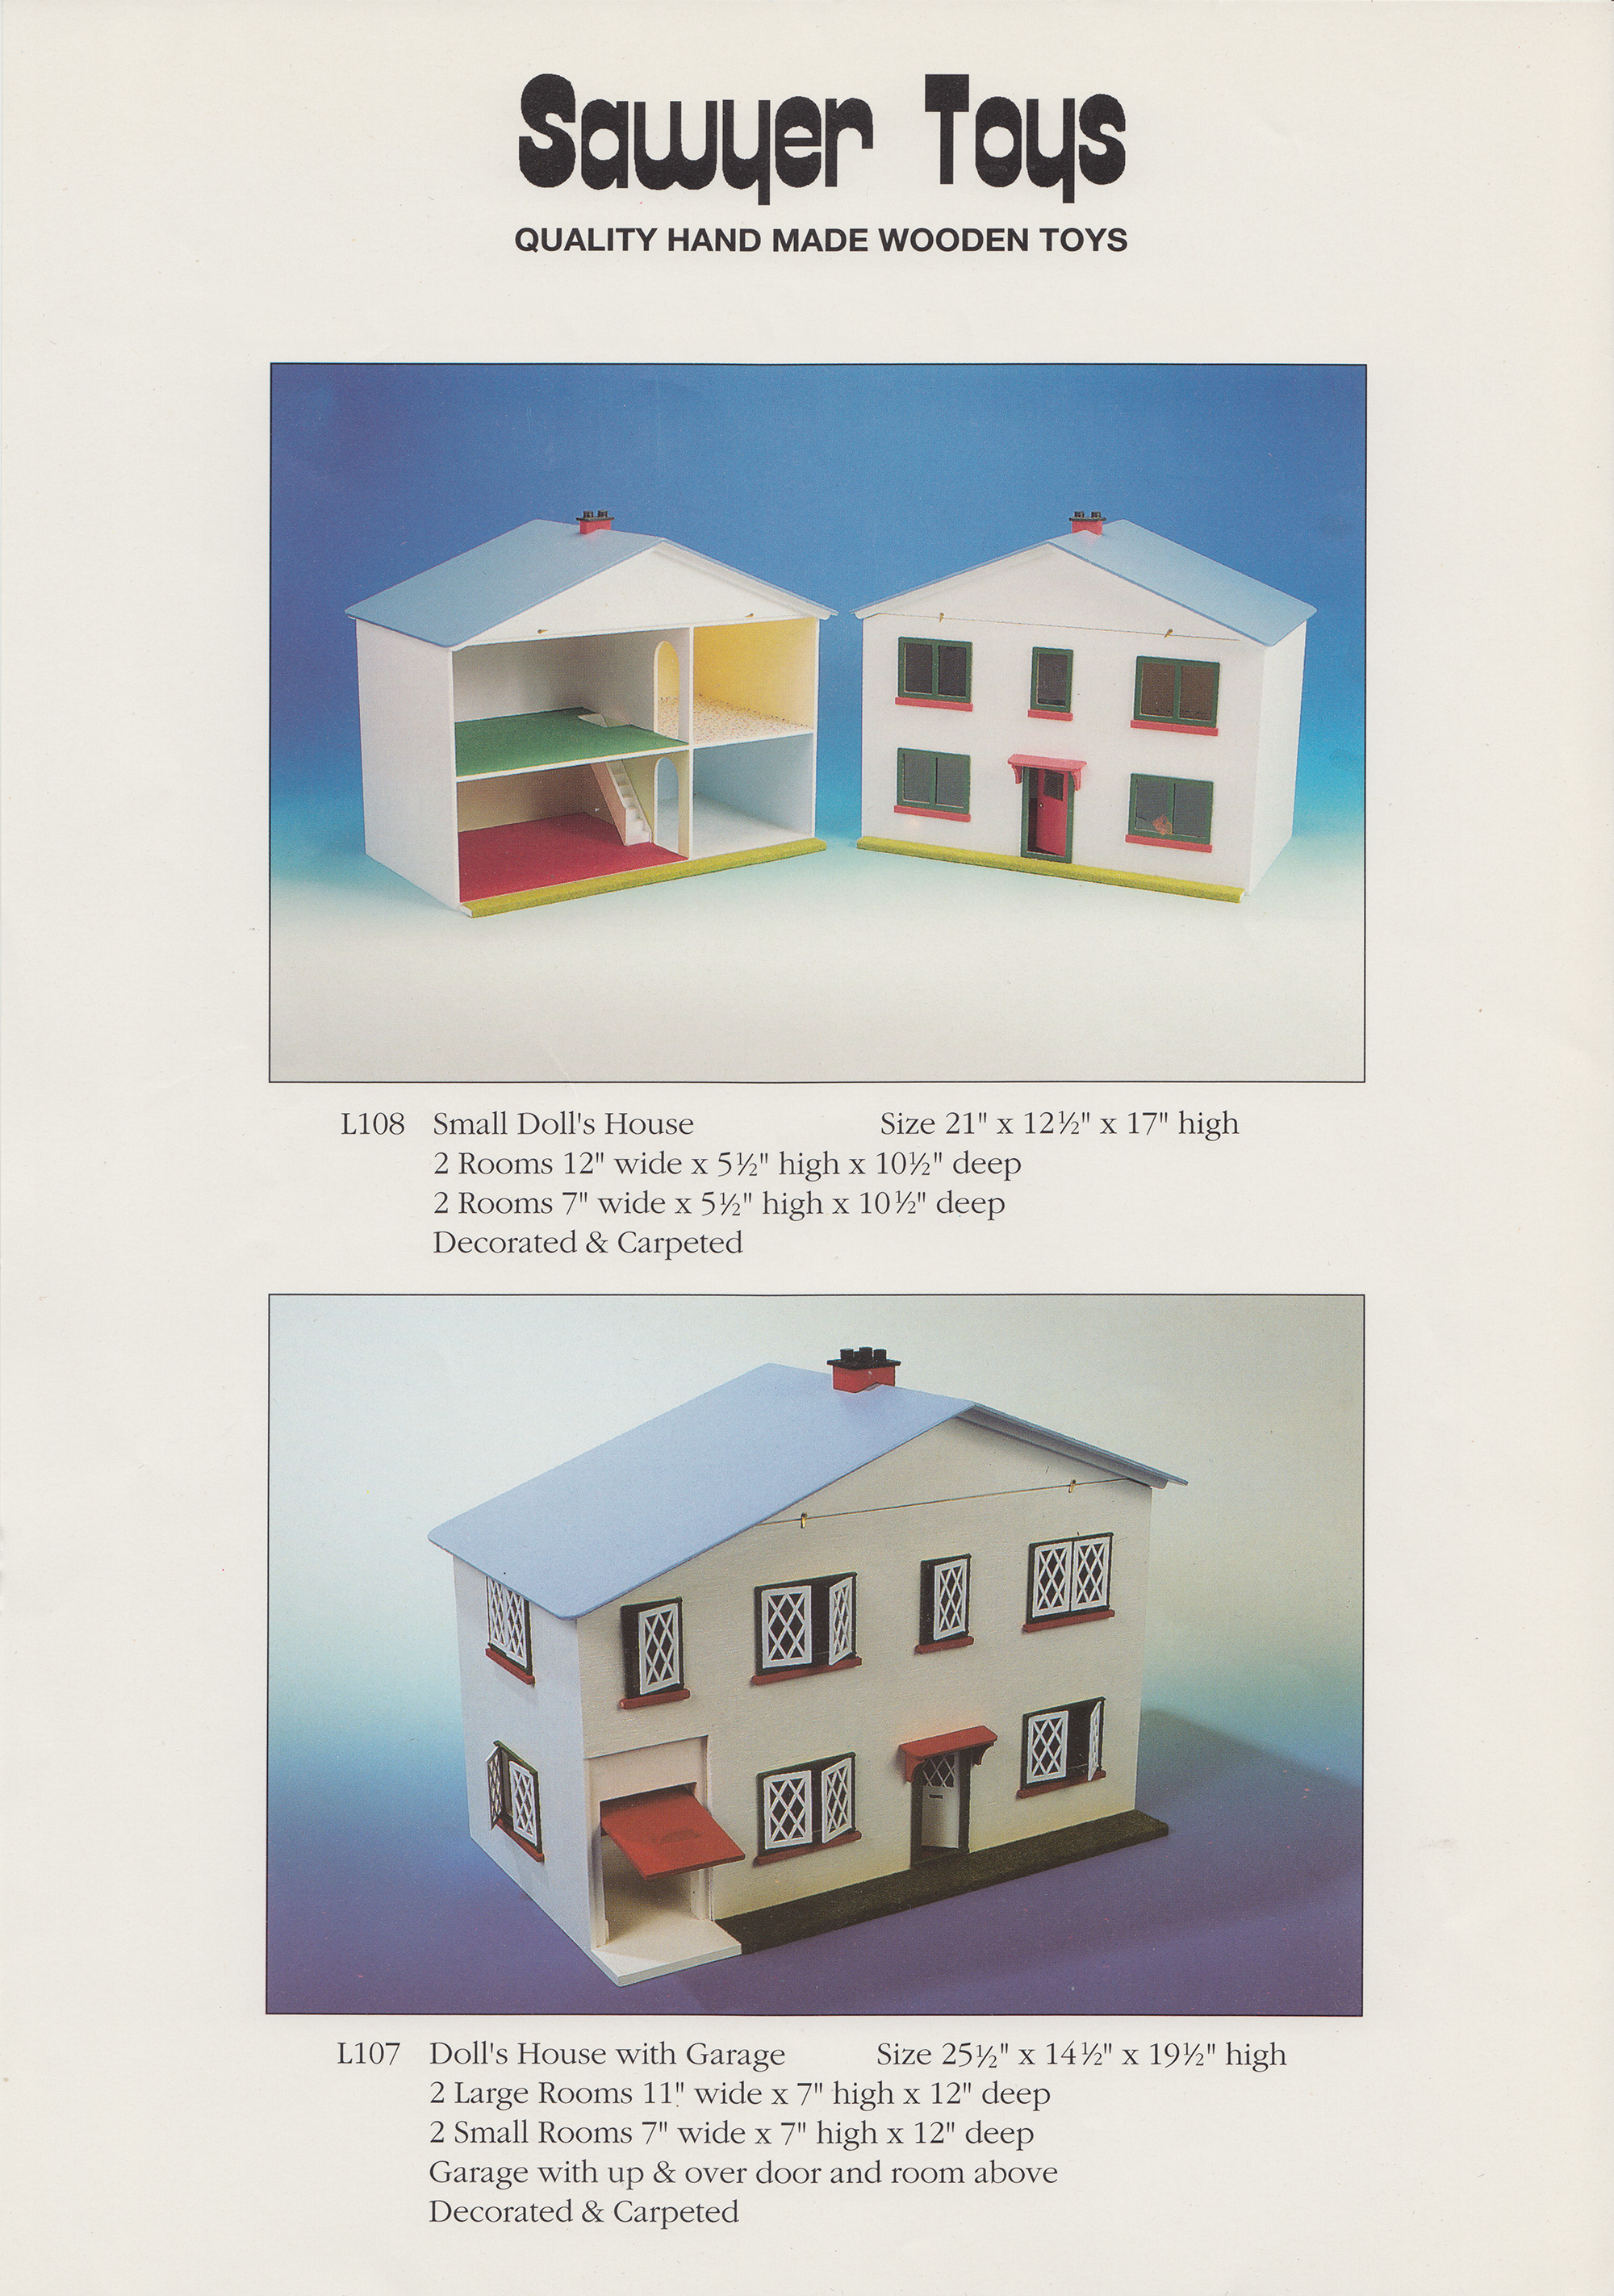 Sawyer Toys
QUALITY HAND MADE WOODEN TOYS
L108 Small Doll's House Size 21" x 12½" x 17" high
2 Rooms 12" wide x 5½" high x 10½" deep
2 Rooms 7" wide x 5½" high x 10½" deep
Decorated & Carpeted
L107 Doll's House with Garage Size 25½" x 14½" x 19½" high
2 Large Rooms 11" wide x 7" high x 12" deep
2 Small Rooms 7" wide x 7" high x 12" deep
Garage with up & over door and room above
Decorated & Carpeted